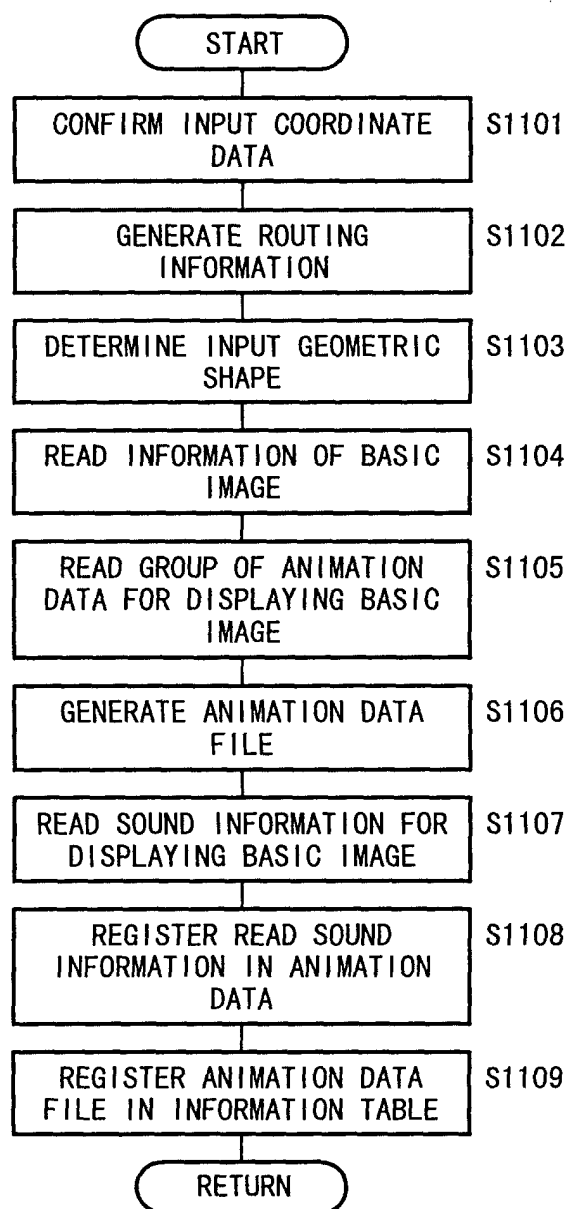 START
CONFIRM INPUT COORDINATE
DATA
S1101
GENERATE ROUTING
INFORMATION
S1102
DETERMINE INPUT GEOMETRIC
SHAPE
S1103
READ INFORMATION OF BASIC
IMAGE
S1104
READ GROUP OF ANIMATION
DATA FOR DISPLAYING BASIC
IMAGE
S1105
GENERATE ANIMATION DATA
FILE
S1106
READ SOUND INFORMATION FOR
DISPLAYING BASIC IMAGE
S1107
REGISTER READ SOUND
INFORMATION IN ANIMATION
DATA
S1108
REGISTER ANIMATION DATA
FILE IN INFORMATION TABLE
S1109
RETURN